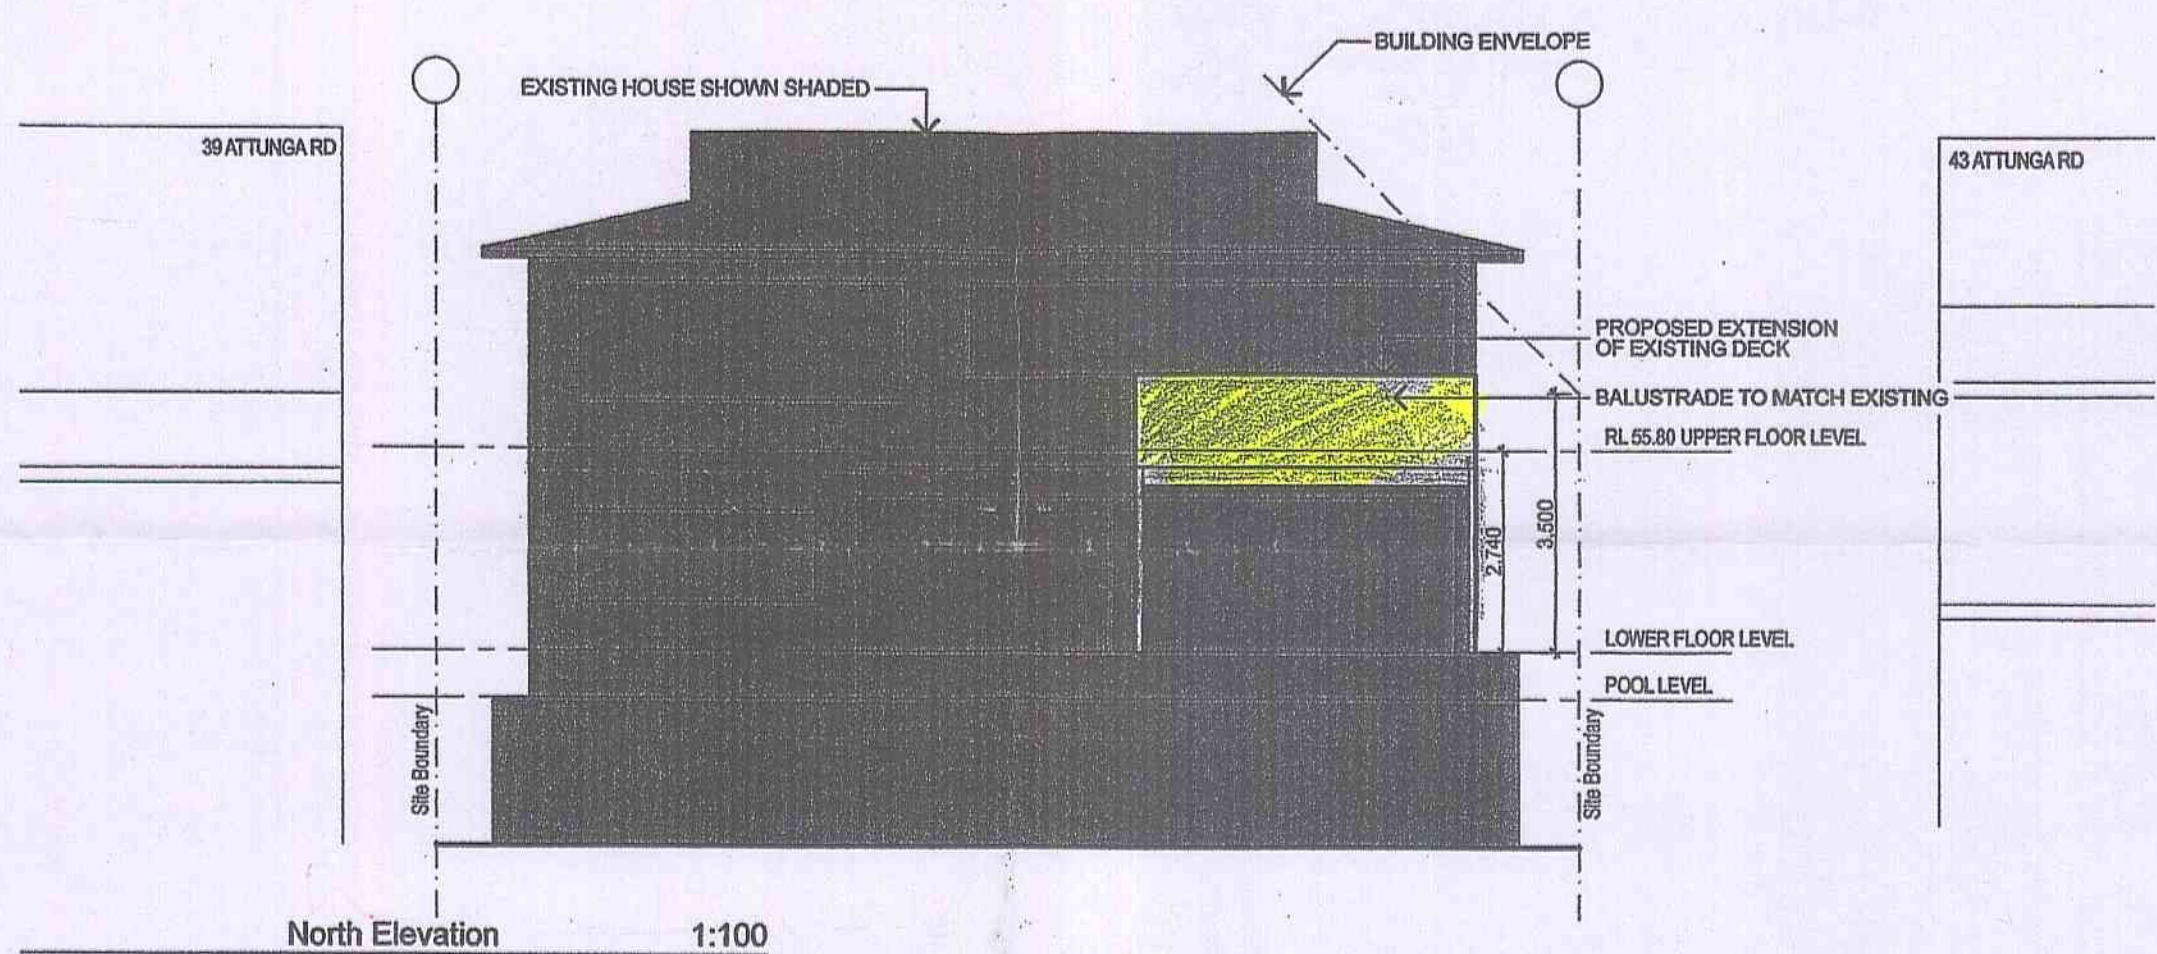 BUILDING ENVELOPE
EXISTING HOUSE SHOWN SHADED
39 ATTUNGA RD
43 ATTUNGA RD
PROPOSED EXTENSION
OF EXISTING DECK
BALUSTRADE TO MATCH EXISTING
RL 55.80 UPPER FLOOR LEVEL
3,500
2,740
LOWER FLOOR LEVEL
POOL LEVEL
Site Boundary
Site Boundary
North Elevation 1:100